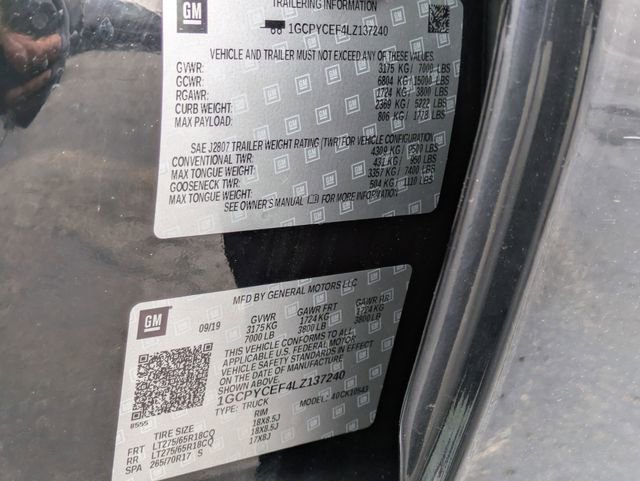 GM
TRAILERING INFORMATION
1GCPYCEF4LZ137240
VEHICLE AND TRAILER MUST NOT EXCEED ANY OF THESE VALUES.
GVWR: 3175 KG/ 7000 LBS
GCWR: 6804 KG/15000 LBS
RGAWR: 1724 KG/ 3800 LBS
CURB WEIGHT: 2369 KG/ 5222 LBS
MAX PAYLOAD: 806 KG/ 1778 LBS
SAE J2807 TRAILER WEIGHT RATING (TWR) FOR VEHICLE CONFIGURATION
CONVENTIONAL TWR: 4309 KG/ 9500 LBS
MAX TONGUE WEIGHT: 431 KG/ 950 LBS
GOOSENECK TWR: 3357 KG/ 7400 LBS
MAX TONGUE WEIGHT: 504 KG/ 1110 LBS
SEE OWNER'S MANUAL FOR MORE INFORMATION
GM
MFD BY GENERAL MOTORS LLC
09/19 GVWR GAWR FRT GAWR RR
3175 KG 1724 KG 1724 KG
7000 LB 3800 LB 3800 LB
THIS VEHICLE CONFORMS TO ALL
APPLICABLE U.S. FEDERAL MOTOR
VEHICLE SAFETY STANDARDS IN EFFECT
ON THE DATE OF MANUFACTURE
SHOWN ABOVE.
1GCPYCEF4LZ137240
TYPE: TRUCK MODEL: 40CK10543
8555
TIRE SIZE RIM
FRT LT275/65R18CQ 18X8.5J
RR LT275/65R18CQ 18X8.5J
SPA 265/70R17 S 17X8J